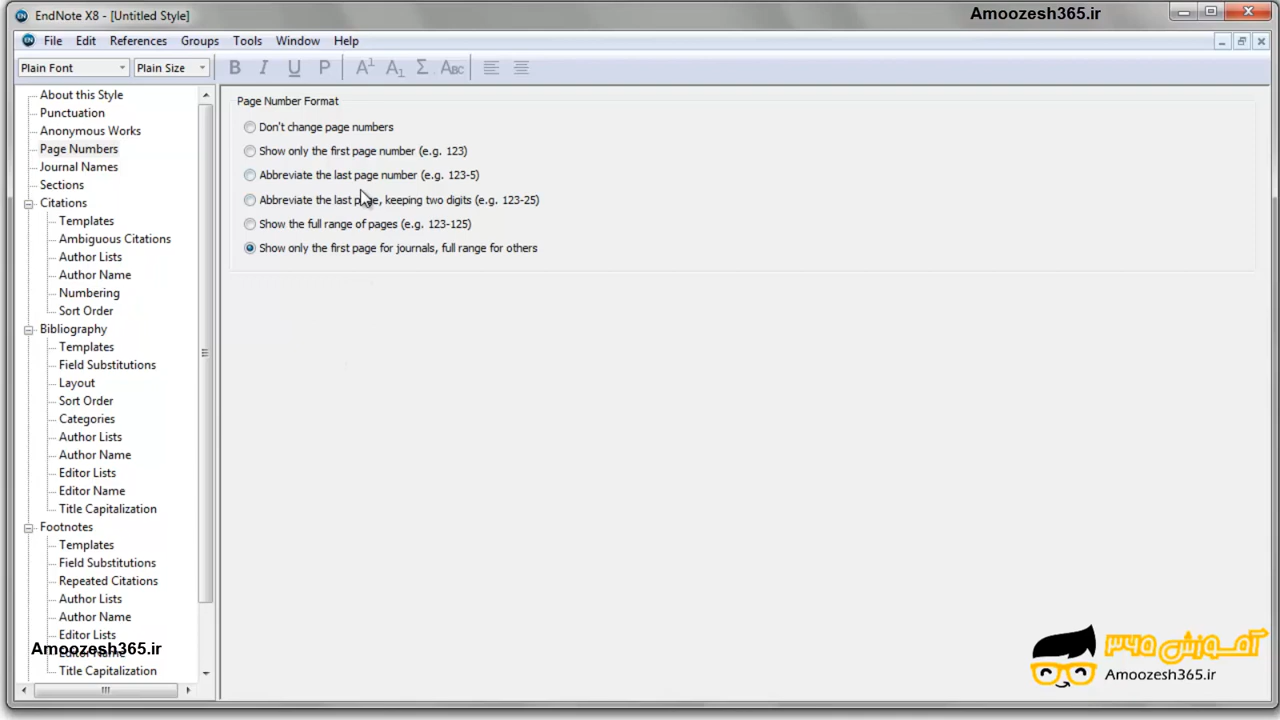 EndNote X8 - [Untitled Style]
Amoozesh365.ir
File Edit References Groups Tools Window Help
Plain Font Plain Size B I U P A1 A1 Σ ABC
About this Style
Punctuation
Anonymous Works
Page Numbers
Journal Names
Sections
Citations
Templates
Ambiguous Citations
Author Lists
Author Name
Numbering
Sort Order
Bibliography
Templates
Field Substitutions
Layout
Sort Order
Categories
Author Lists
Author Name
Editor Lists
Editor Name
Title Capitalization
Footnotes
Templates
Field Substitutions
Repeated Citations
Author Lists
Author Name
Editor Lists
Amoozesh365.ir
Editor Name
Title Capitalization
Page Number Format
Don't change page numbers
Show only the first page number (e.g. 123)
Abbreviate the last page number (e.g. 123-5)
Abbreviate the last page, keeping two digits (e.g. 123-25)
Show the full range of pages (e.g. 123-125)
Show only the first page for journals, full range for others
آمـوزش ۳۶۵
Amoozesh365.ir